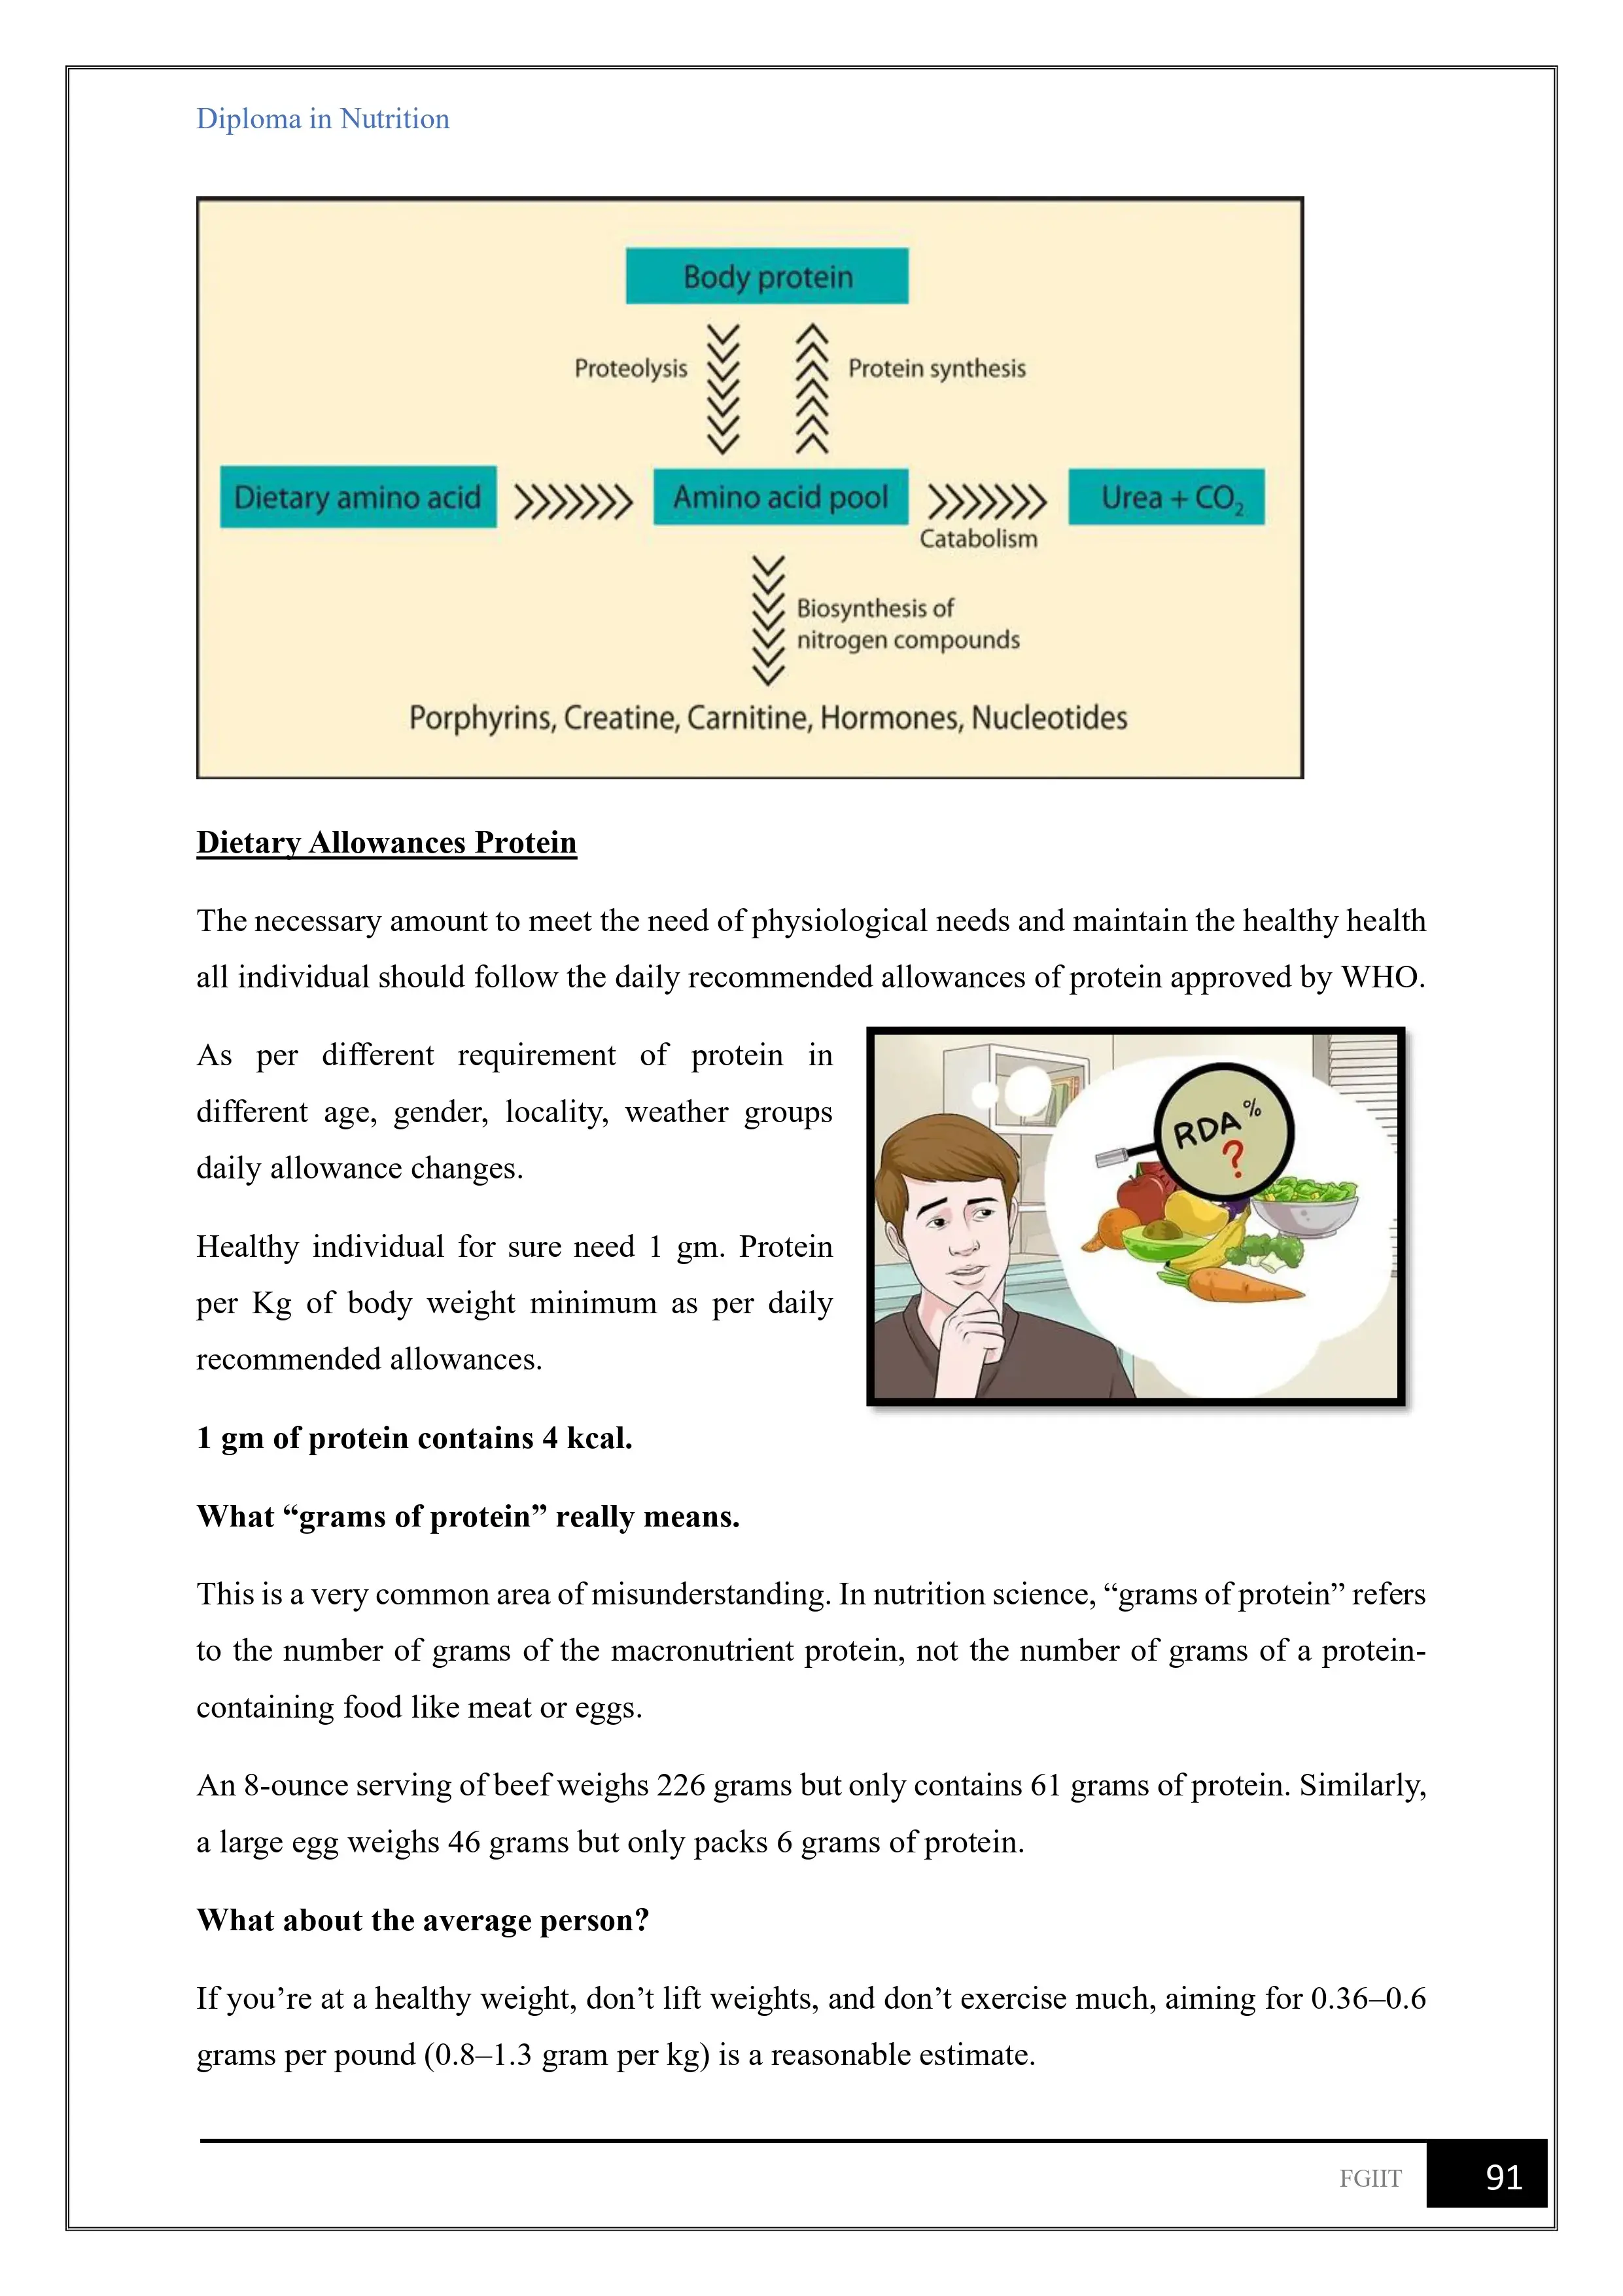 Diploma in Nutrition
Body protein
Proteolysis
Protein synthesis
Dietary amino acid
Amino acid pool
Urea + CO₂
Catabolism
Biosynthesis of
nitrogen compounds
Porphyrins, Creatine, Carnitine, Hormones, Nucleotides
Dietary Allowances Protein
The necessary amount to meet the need of physiological needs and maintain the healthy health
all individual should follow the daily recommended allowances of protein approved by WHO.
As per different requirement of protein in
different age, gender, locality, weather groups
daily allowance changes.
Healthy individual for sure need 1 gm. Protein
per Kg of body weight minimum as per daily
recommended allowances.
RDA%
?
1 gm of protein contains 4 kcal.
What “grams of protein” really means.
This is a very common area of misunderstanding. In nutrition science, “grams of protein” refers
to the number of grams of the macronutrient protein, not the number of grams of a protein-
containing food like meat or eggs.
An 8-ounce serving of beef weighs 226 grams but only contains 61 grams of protein. Similarly,
a large egg weighs 46 grams but only packs 6 grams of protein.
What about the average person?
If you’re at a healthy weight, don’t lift weights, and don’t exercise much, aiming for 0.36–0.6
grams per pound (0.8–1.3 gram per kg) is a reasonable estimate.
FGIIT
91